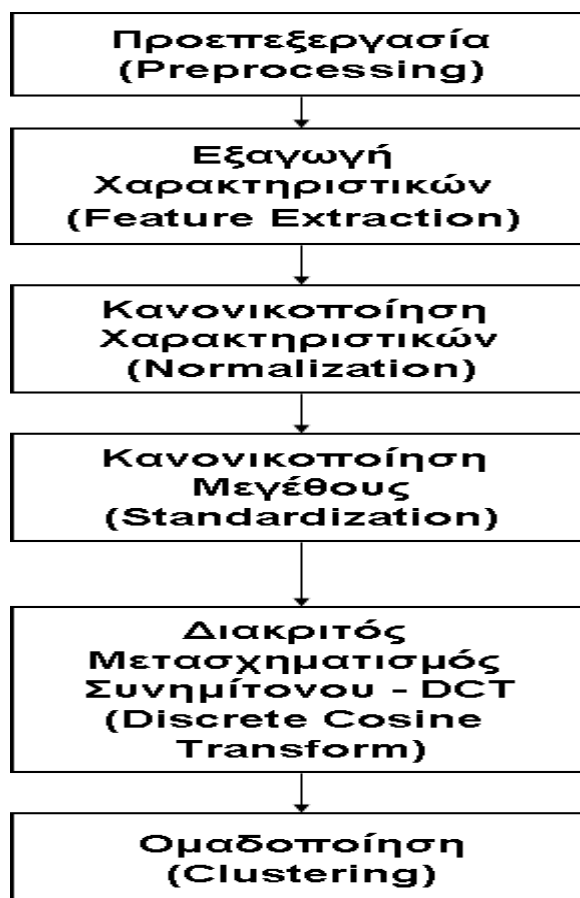 Προεπεξεργασία
(Preprocessing)
Εξαγωγή
Χαρακτηριστικών
(Feature Extraction)
Κανονικοποίηση
Χαρακτηριστικών
(Normalization)
Κανονικοποίηση
Μεγέθους
(Standardization)
Διακριτός
Μετασχηματισμός
Συνημίτονου - DCT
(Discrete Cosine
Transform)
Ομαδοποίηση
(Clustering)